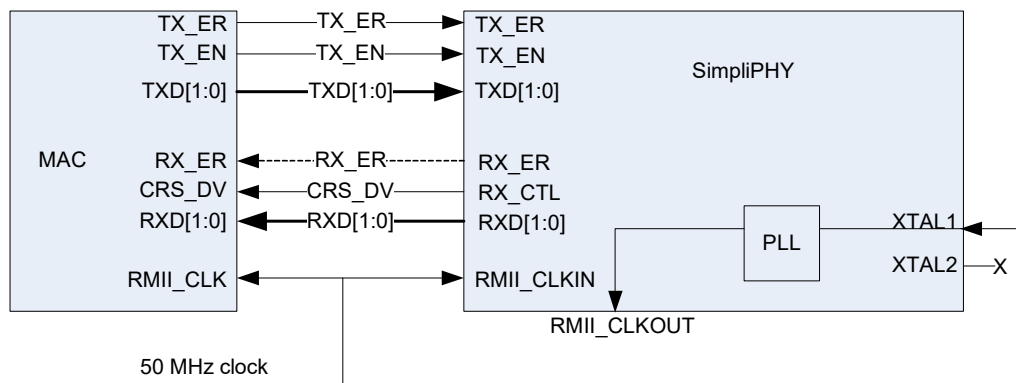 TX_ER TX_ER TX_ER
TX_EN TX_EN TX_EN
SimpliPHY
TXD[1:0] TXD[1:0] TXD[1:0]
MAC RX_ER RX_ER RX_ER
CRS_DV CRS_DV RX_CTL
RXD[1:0] RXD[1:0] RXD[1:0]
XTAL1
PLL
XTAL2 X
RMII_CLK RMII_CLKIN
RMII_CLKOUT
50 MHz clock